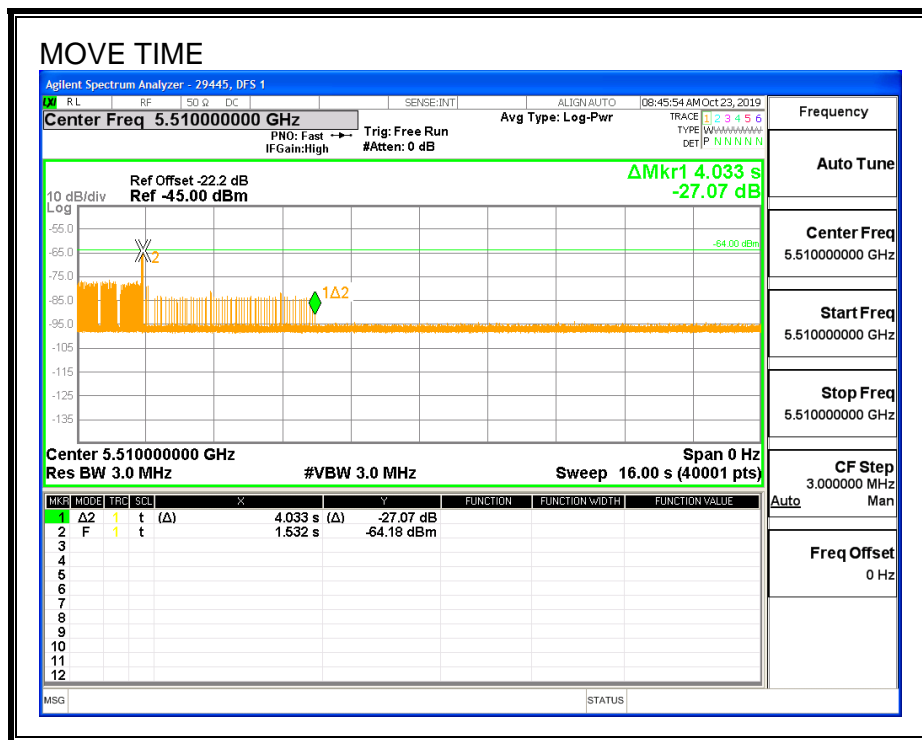 MOVE TIME
Agilent Spectrum Analyzer - 29445, DFS 1
LXI RL RF 50 Ω DC SENSE:INT ALIGN AUTO 08:45:54 AM Oct 23, 2019
Center Freq 5.510000000 GHz
PNO: Fast
IFGain:High
Trig: Free Run
#Atten: 0 dB
Avg Type: Log-Pwr
TRACE 1 2 3 4 5 6
TYPE WWWWWW
DET P N N N N N
Ref Offset -22.2 dB
10 dB/div Ref -45.00 dBm
Log
ΔMkr1 4.033 s
-27.07 dB
-55.0
-65.0
-75.0
-85.0
-95.0
-105
-115
-125
-135
-64.00 dBm
2
1Δ2
Center 5.510000000 GHz Span 0 Hz
Res BW 3.0 MHz #VBW 3.0 MHz Sweep 16.00 s (40001 pts)
MKR MODE TRC SCL X Y FUNCTION FUNCTION WIDTH FUNCTION VALUE
1 Δ2 1 t (Δ) 4.033 s (Δ) -27.07 dB
2 F 1 t 1.532 s -64.18 dBm
3
4
5
6
7
8
9
10
11
12
MSG STATUS
Frequency
Auto Tune
Center Freq
5.510000000 GHz
Start Freq
5.510000000 GHz
Stop Freq
5.510000000 GHz
CF Step
3.000000 MHz
Auto Man
Freq Offset
0 Hz